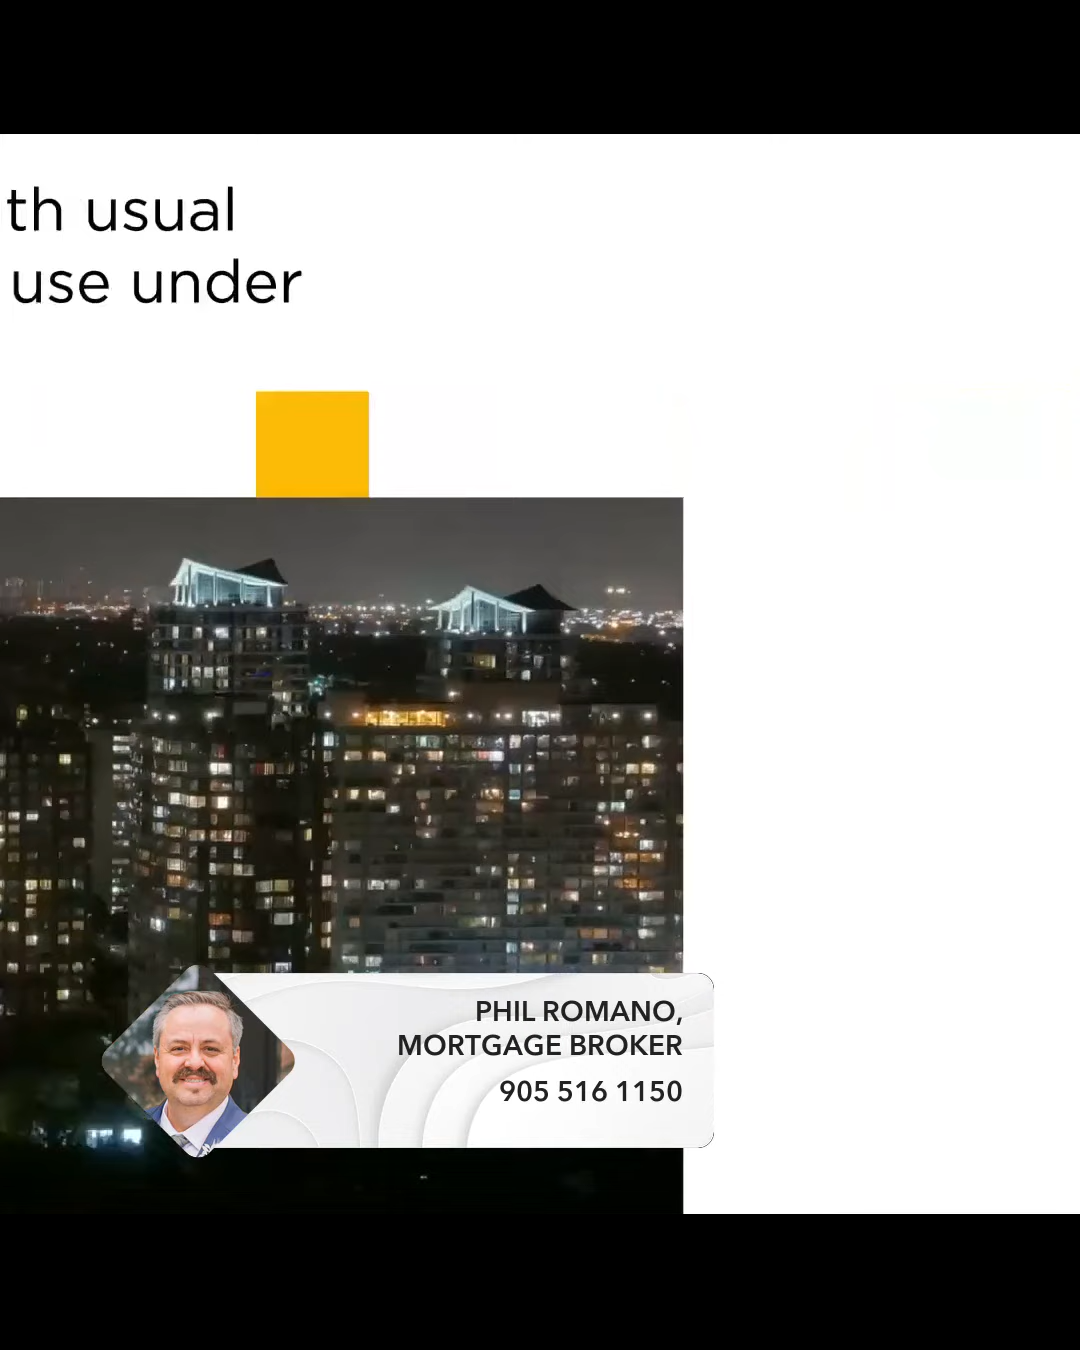 th usual
use under
PHIL ROMANO,
MORTGAGE BROKER
905 516 1150